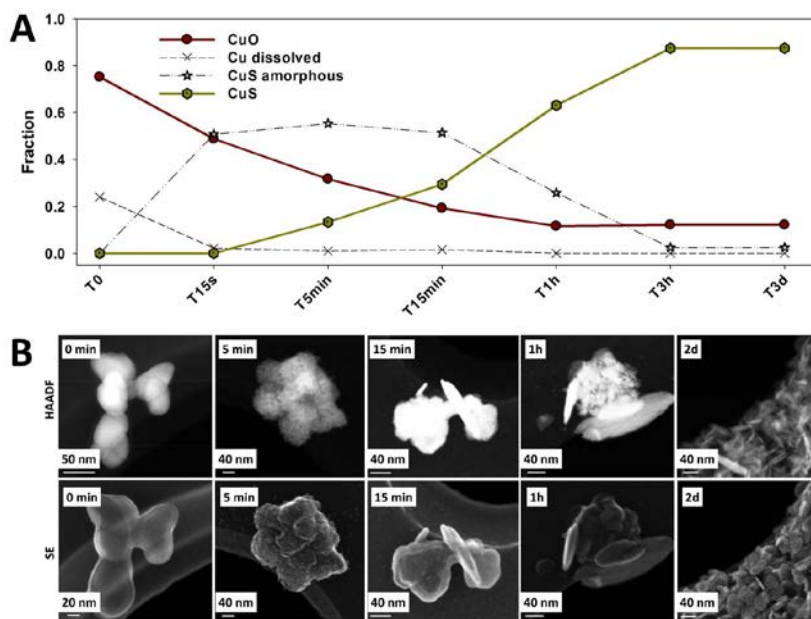 A
1.0
CuO
Cu dissolved
CuS amorphous
CuS
0.8
0.6
0.4
0.2
0.0
Fraction
T0
T15s
T5min
T15min
T1h
T3h
T3d
B
HAADF
0 min
5 min
15 min
1h
2d
50 nm
40 nm
40 nm
40 nm
40 nm
SE
0 min
5 min
15 min
1h
2d
20 nm
40 nm
40 nm
40 nm
40 nm